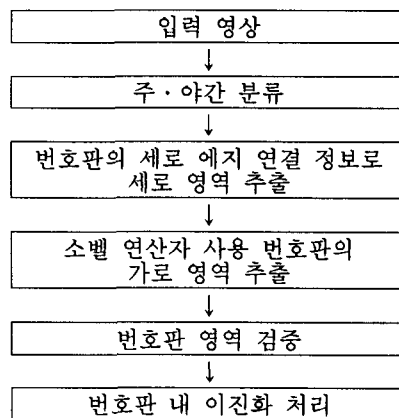 입력 영상
주·야간 분류
번호판의 세로 에지 연결 정보로
세로 영역 추출
소벨 연산자 사용 번호판의
가로 영역 추출
번호판 영역 검증
번호판 내 이진화 처리